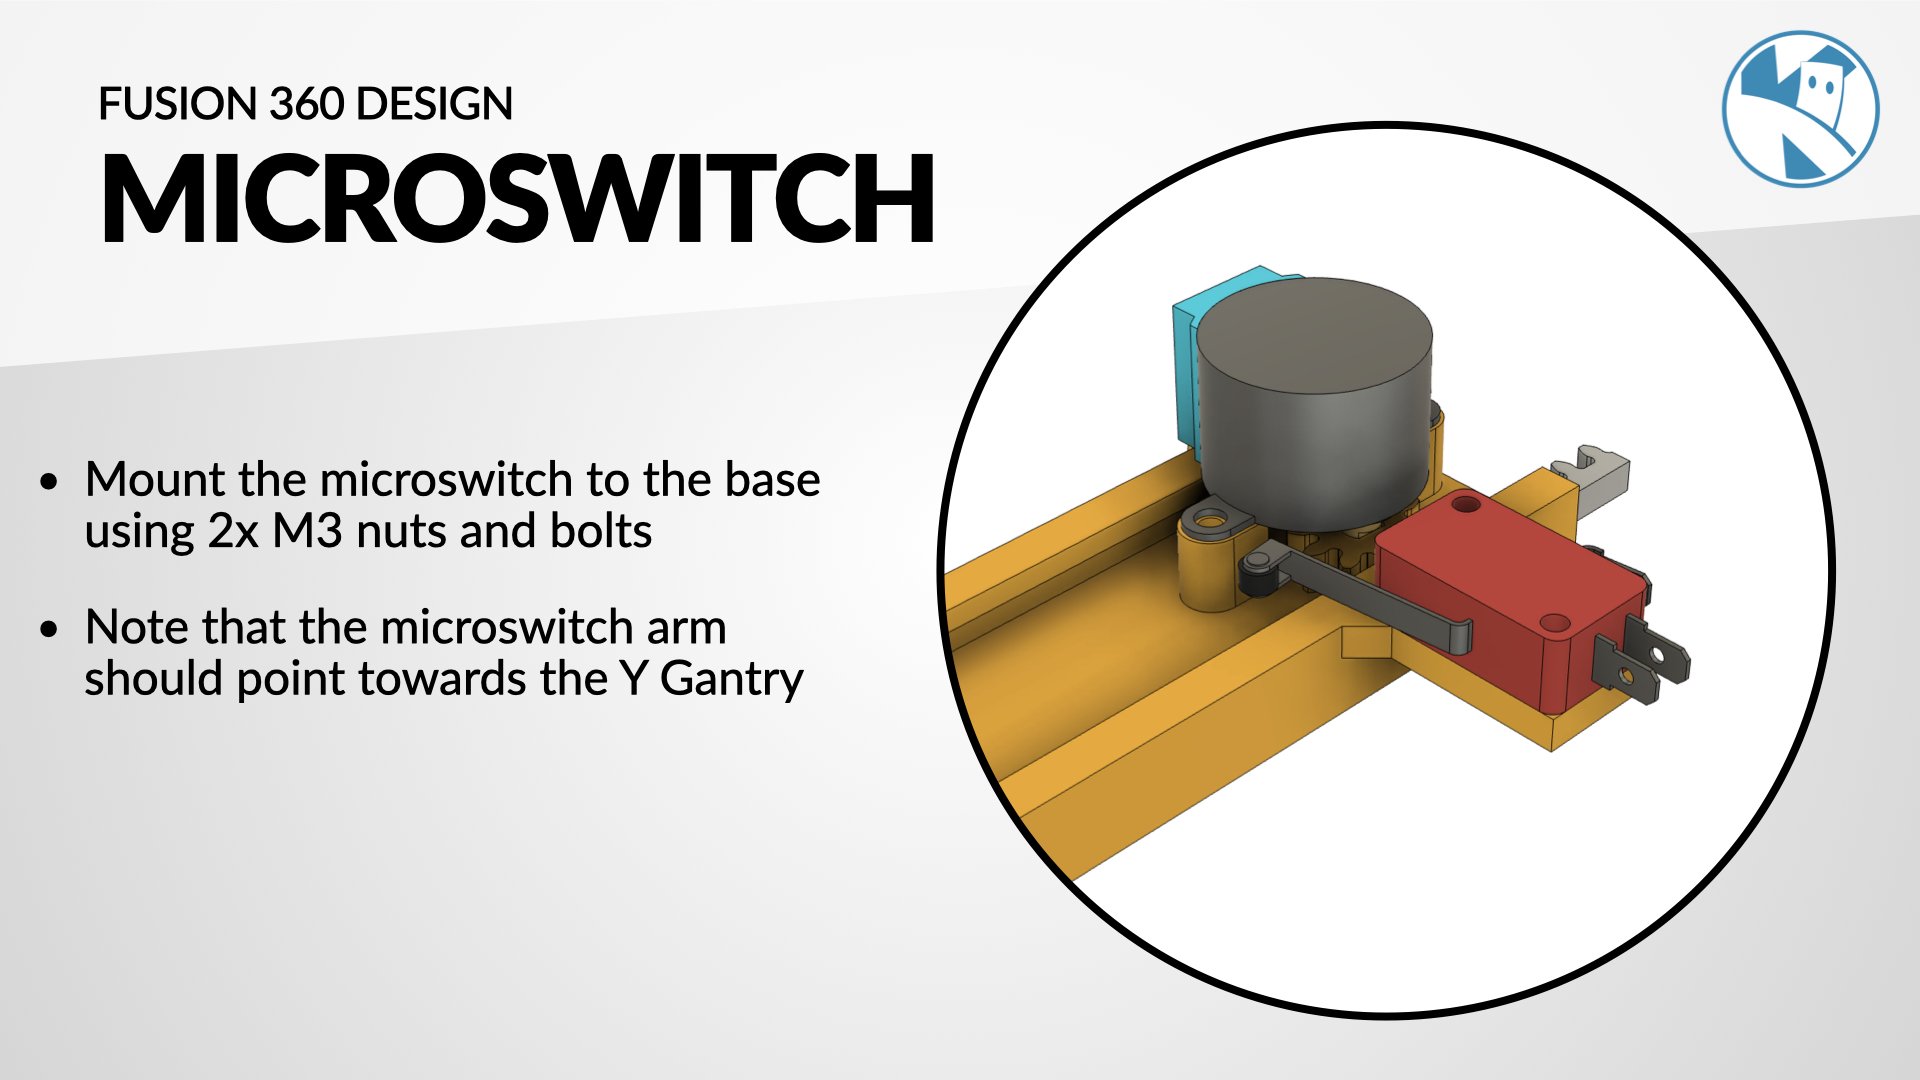 FUSION 360 DESIGN
MICROSWITCH
• Mount the microswitch to the base
using 2x M3 nuts and bolts
• Note that the microswitch arm
should point towards the Y Gantry